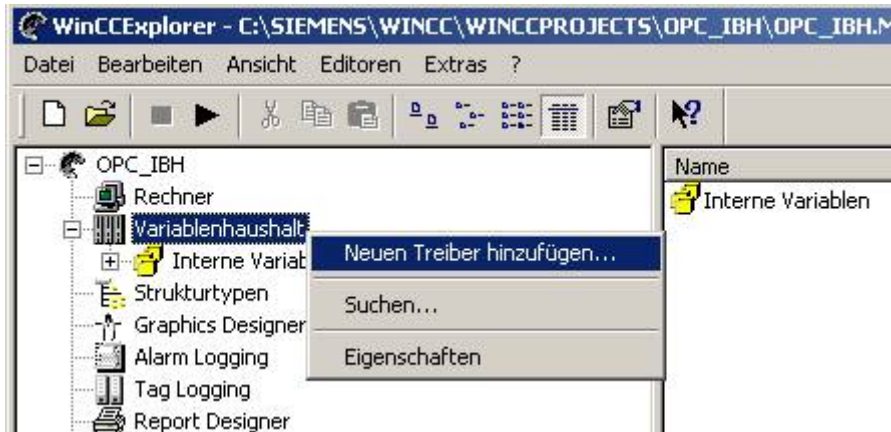 WinCCExplorer - C:\SIEMENS\WINCC\WINCCPROJECTS\OPC_IBH\OPC_IBH.M
Datei Bearbeiten Ansicht Editoren Extras ?
OPC_IBH
Name
Rechner
Interne Variablen
Variablenhaushalt
Neuen Treiber hinzufügen...
Interne Variab
Suchen...
Strukturtypen
Graphics Designer
Eigenschaften
Alarm Logging
Tag Logging
Report Designer